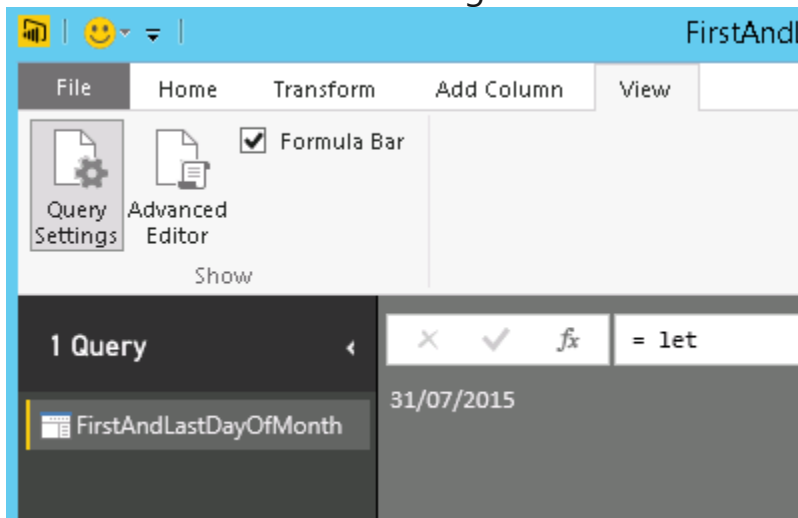 FirstAndL
File Home Transform Add Column View
Formula Bar
Query Advanced
Settings Editor
Show
1 Query
fx = let
31/07/2015
FirstAndLastDayOfMonth